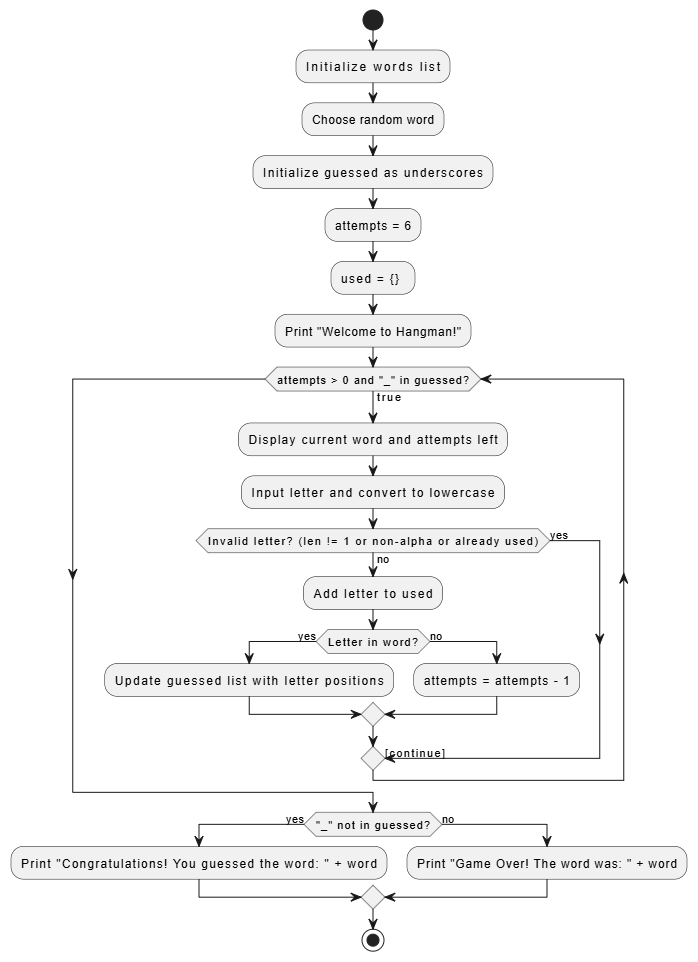 Initialize words list
Choose random word
Initialize guessed as underscores
attempts = 6
used = {}
Print "Welcome to Hangman!"
attempts > 0 and "_" in guessed?
true
Display current word and attempts left
Input letter and convert to lowercase
Invalid letter? (len != 1 or non-alpha or already used)
yes
no
Add letter to used
yes
Letter in word?
no
Update guessed list with letter positions
attempts = attempts - 1
[continue]
yes
"_" not in guessed?
no
Print "Congratulations! You guessed the word: " + word
Print "Game Over! The word was: " + word